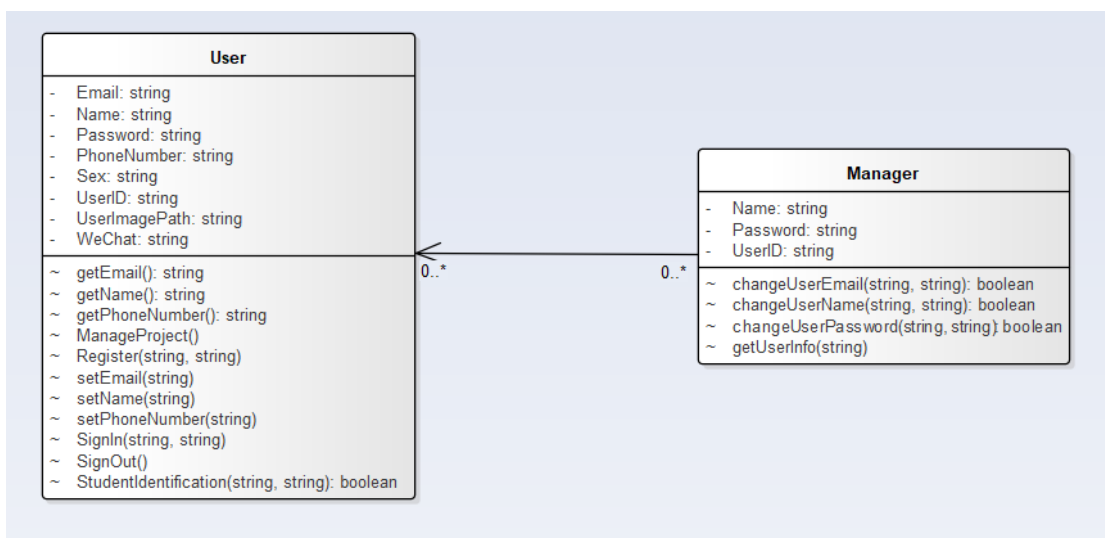 User
- Email: string
- Name: string
- Password: string
- PhoneNumber: string
- Sex: string
- UserID: string
- UserImagePath: string
- WeChat: string
~ getEmail(): string
~ getName(): string
~ getPhoneNumber(): string
~ ManageProject()
~ Register(string, string)
~ setEmail(string)
~ setName(string)
~ setPhoneNumber(string)
~ SignIn(string, string)
~ SignOut()
~ StudentIdentification(string, string): boolean
0..*
0..*
Manager
- Name: string
- Password: string
- UserID: string
~ changeUserEmail(string, string): boolean
~ changeUserName(string, string): boolean
~ changeUserPassword(string, string): boolean
~ getUserInfo(string)